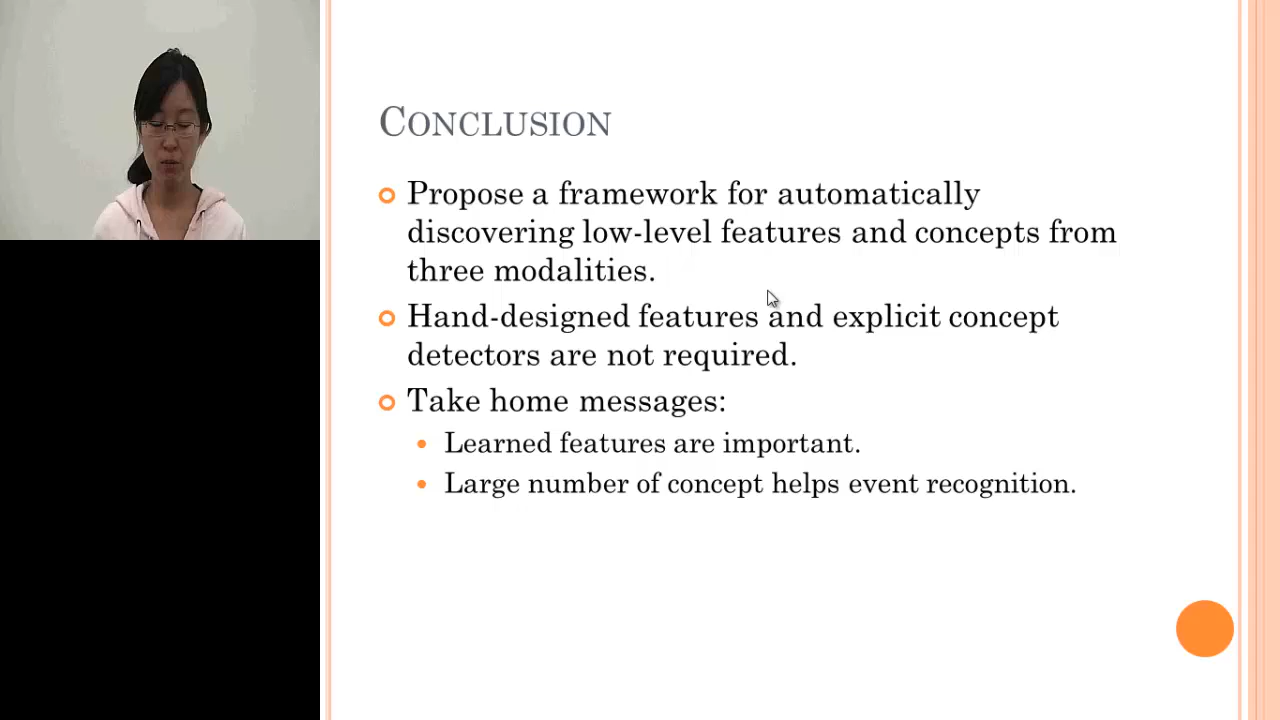 CONCLUSION
Propose a framework for automatically
discovering low-level features and concepts from
three modalities.
Hand-designed features and explicit concept
detectors are not required.
Take home messages:
Learned features are important.
Large number of concept helps event recognition.